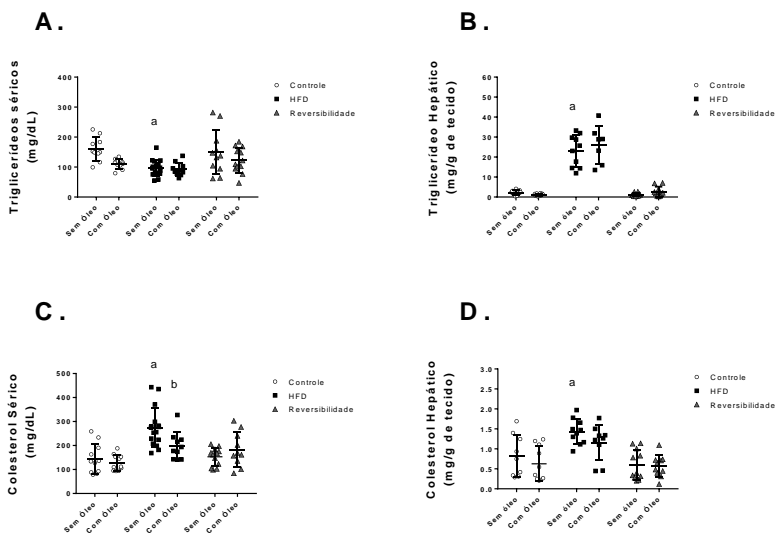 A.
Triglicerídeos séricos
(mg/dL)
400
300
200
100
0
a
Sem Óleo
Com Óleo
Sem Óleo
Com Óleo
Sem Óleo
Com Óleo
Controle
HFD
Reversibilidade
B.
Triglicerídeo Hepático
(mg/g de tecido)
60
50
40
30
20
10
0
a
Sem óleo
Com Óleo
Sem Óleo
Com Óleo
Sem óleo
Com Óleo
Controle
HFD
Reversibilidade
C.
Colesterol Sérico
(mg/dL)
500
400
300
200
100
0
a
b
Sem Óleo
Com Óleo
Sem Óleo
Com Óleo
Sem Óleo
Com Óleo
Controle
HFD
Reversibilidade
D.
Colesterol Hepático
(mg/g de tecido)
3.0
2.5
2.0
1.5
1.0
0.5
0.0
a
Sem óleo
Com Óleo
Sem Óleo
Com Óleo
Sem óleo
Com Óleo
Controle
HFD
Reversibilidade